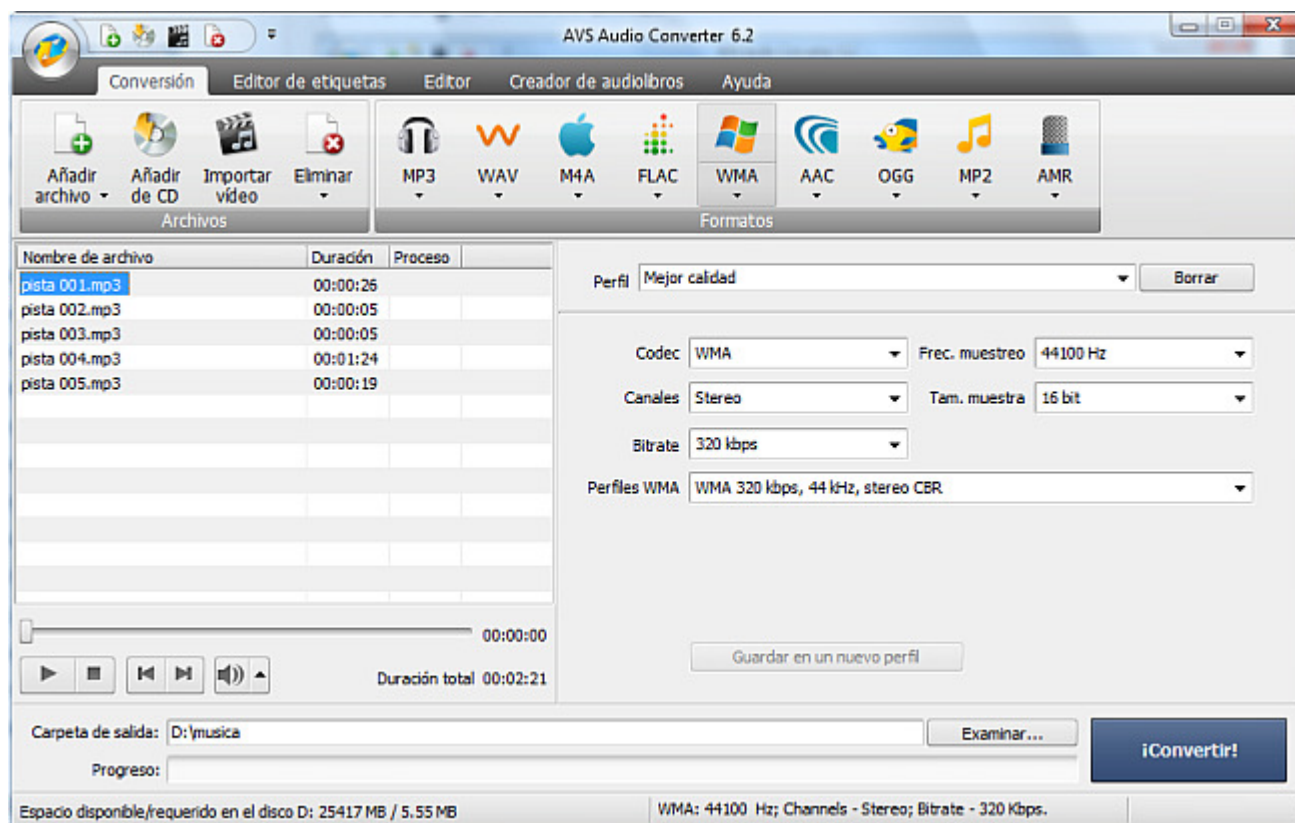 AVS Audio Converter 6.2
Conversión Editor de etiquetas Editor Creador de audiolibros Ayuda
Añadir archivo Añadir de CD Importar vídeo Eliminar MP3 WAV M4A FLAC WMA AAC OGG MP2 AMR
Archivos Formatos
Nombre de archivo Duración Proceso
pista 001.mp3 00:00:26
pista 002.mp3 00:00:05
pista 003.mp3 00:00:05
pista 004.mp3 00:01:24
pista 005.mp3 00:00:19
00:00:00
Duración total 00:02:21
Perfil Mejor calidad Borrar
Codec WMA Frec. muestreo 44100 Hz
Canales Stereo Tam. muestra 16 bit
Bitrate 320 kbps
Perfiles WMA WMA 320 kbps, 44 kHz, stereo CBR
Guardar en un nuevo perfil
Carpeta de salida: D:\musica Examinar...
¡Convertir!
Progreso:
Espacio disponible/requerido en el disco D: 25417 MB / 5.55 MB WMA: 44100 Hz; Channels - Stereo; Bitrate - 320 Kbps.